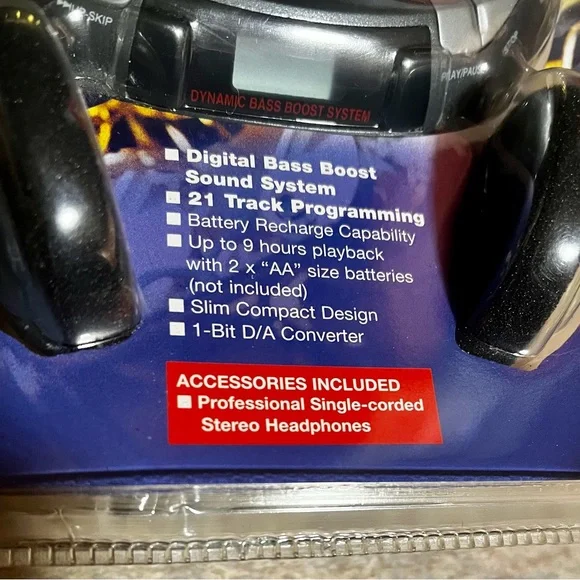 SKIP
PLAY/PAUSE
STOP
DYNAMIC BASS BOOST SYSTEM
Digital Bass Boost
Sound System
21 Track Programming
Battery Recharge Capability
Up to 9 hours playback
with 2 x “AA” size batteries
(not included)
Slim Compact Design
1-Bit D/A Converter
ACCESSORIES INCLUDED
Professional Single-corded
Stereo Headphones